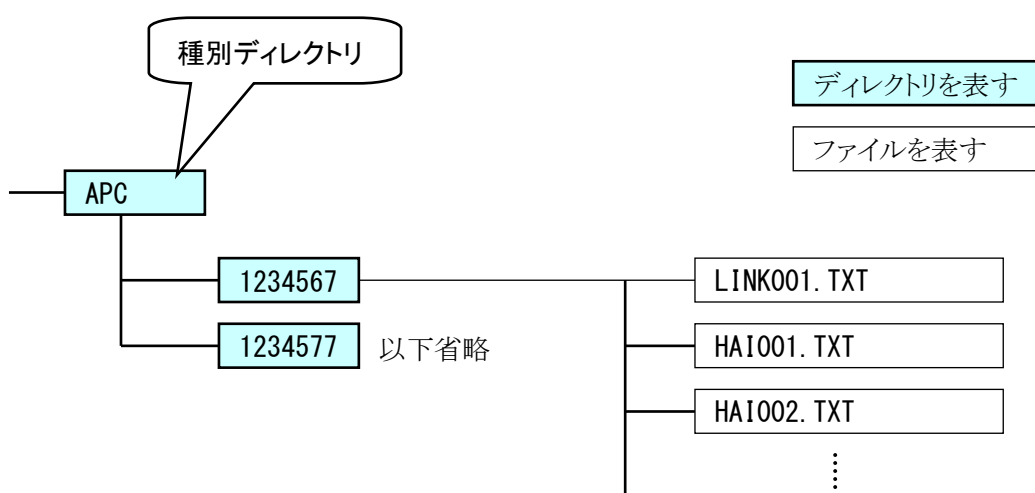 種別ディレクトリ
ディレクトリを表す
ファイルを表す
APC
1234567
LINK001.TXT
1234577
以下省略
HAI001.TXT
HAI002.TXT